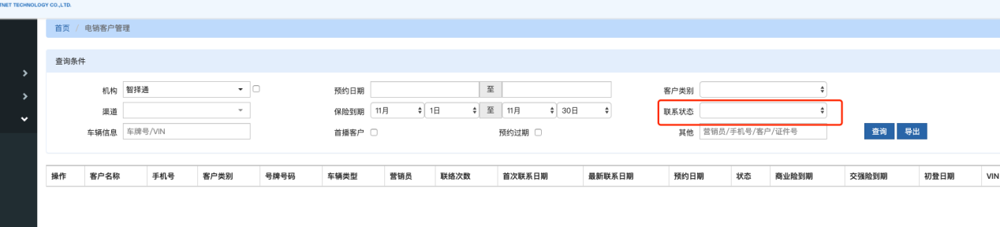 TNET TECHNOLOGY CO.,LTD.
首页 / 电销客户管理
查询条件
机构 智择通 预约日期 至 客户类别
渠道 保险到期 11月 1日 至 11月 30日 联系状态
车辆信息 车牌号/VIN 首播客户 预约过期 其他 营销员/手机号/客户/证件号 查询 导出
操作 客户名称 手机号 客户类别 号牌号码 车辆类型 营销员 联络次数 首次联系日期 最新联系日期 预约日期 状态 商业险到期 交强险到期 初登日期 VIN